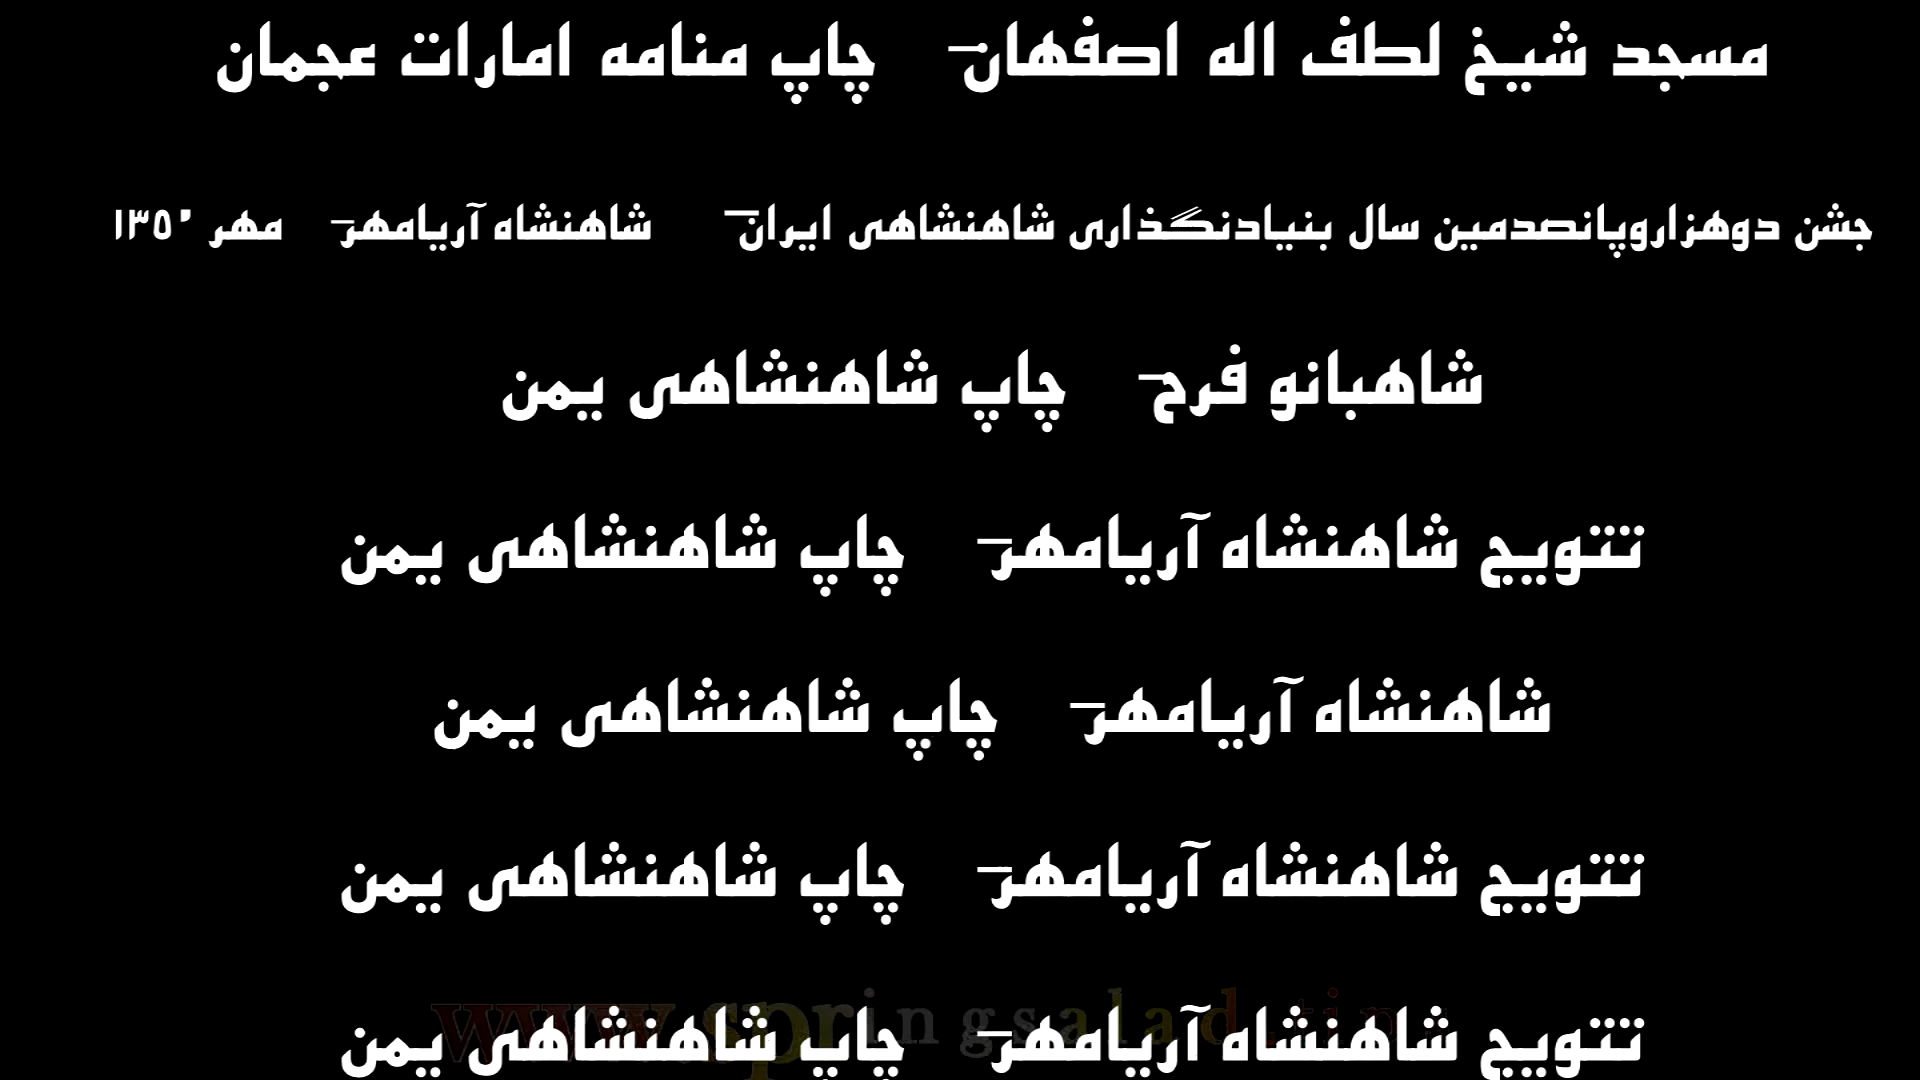 مسجد شیخ لطف اله اصفهان- چاپ منامه امارات عجمان
جشن دوهزاروپانصدمین سال بنیادنگذاری شاهنشاهی ایران- شاهنشاه آریامهر- مهر ۱۳۵۰
شاهبانو فرح- چاپ شاهنشاهی یمن
تتویج شاهنشاه آریامهر- چاپ شاهنشاهی یمن
شاهنشاه آریامهر- چاپ شاهنشاهی یمن
تتویج شاهنشاه آریامهر- چاپ شاهنشاهی یمن
تتویج شاهنشاه آریامهر- چاپ شاهنشاهی یمن